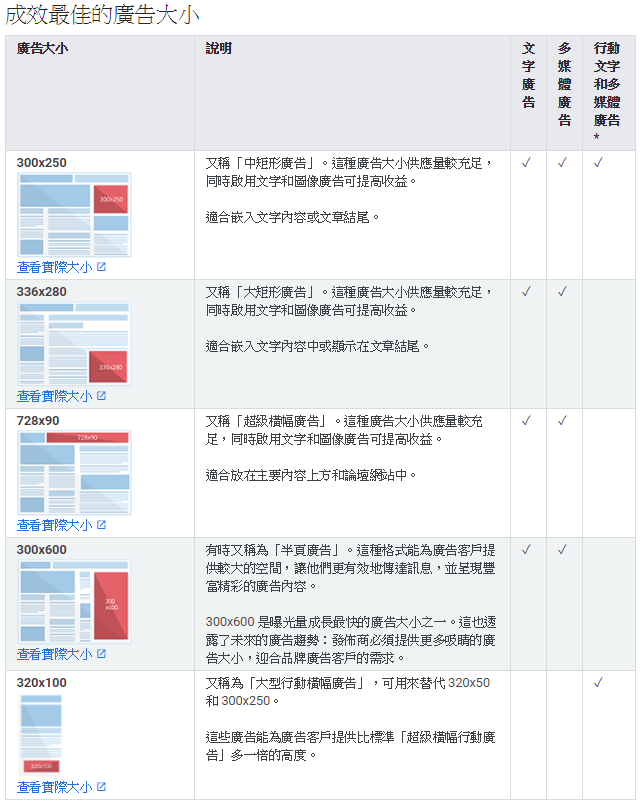 成效最佳的廣告大小
廣告大小
說明
文
字
廣
告
多
媒
體
廣
告
行動
文字
和多
媒體
廣告
*
300x250
300x250
查看實際大小
又稱「中矩形廣告」。這種廣告大小供應量較充足，
同時啟用文字和圖像廣告可提高收益。
適合嵌入文字內容或文章結尾。
✓ ✓ ✓
336x280
336x280
查看實際大小
又稱「大矩形廣告」。這種廣告大小供應量較充足，
同時啟用文字和圖像廣告可提高收益。
適合嵌入文字內容中或顯示在文章結尾。
✓ ✓
728x90
728x90
查看實際大小
又稱「超級橫幅廣告」。這種廣告大小供應量較充
足，同時啟用文字和圖像廣告可提高收益。
適合放在主要內容上方和論壇網站中。
✓ ✓
300x600
300
x600
查看實際大小
有時又稱為「半頁廣告」。這種格式能為廣告客戶提
供較大的空間，讓他們更有效地傳達訊息，並呈現豐
富精彩的廣告內容。
300x600 是曝光量成長最快的廣告大小之一。這也透
露了未來的廣告趨勢：發佈商必須提供更多吸睛的廣
告大小，迎合品牌廣告客戶的需求。
✓ ✓
320x100
320x100
查看實際大小
又稱為「大型行動橫幅廣告」，可用來替代 320x50
和 300x250。
這些廣告能為廣告客戶提供比標準「超級橫幅行動廣
告」多一倍的高度。
✓